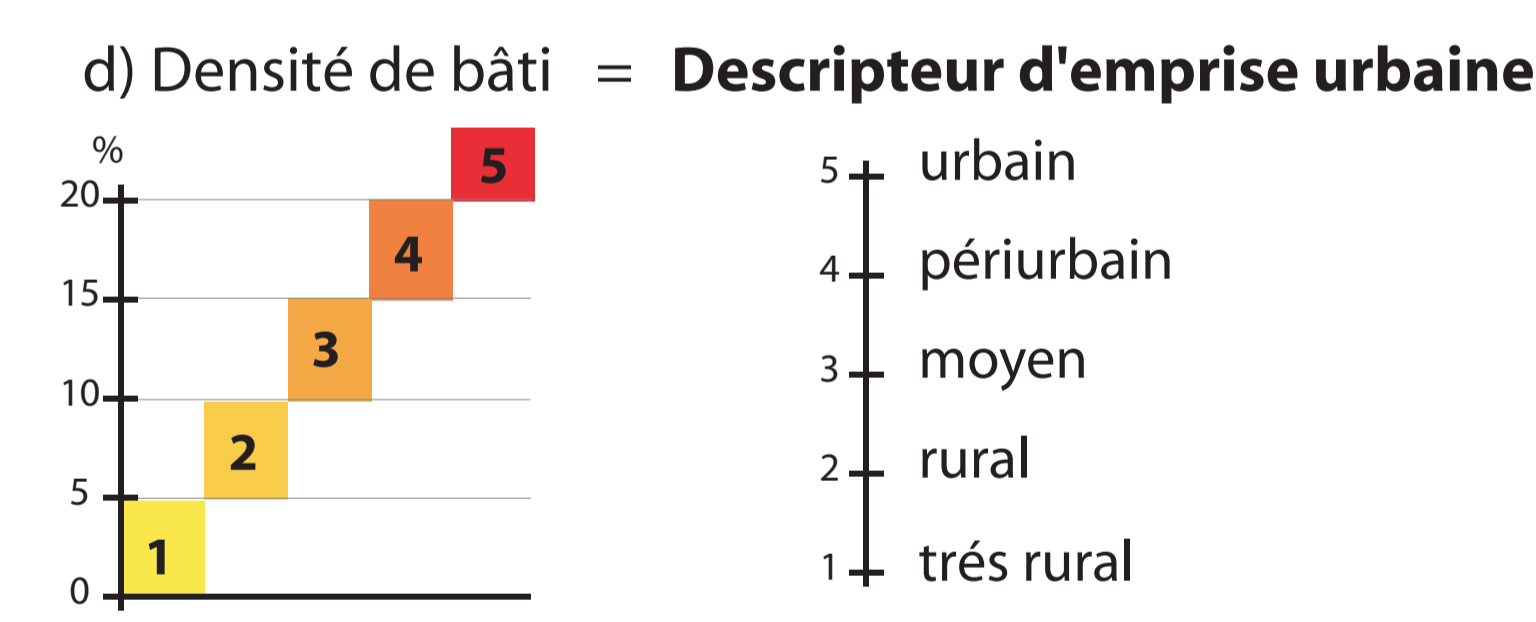 d) Densité de bâti = Descripteur d'emprise urbaine
%
20
15
10
5
0
5
4
3
2
1
5 urbain
4 périurbain
3 moyen
2 rural
1 trés rural